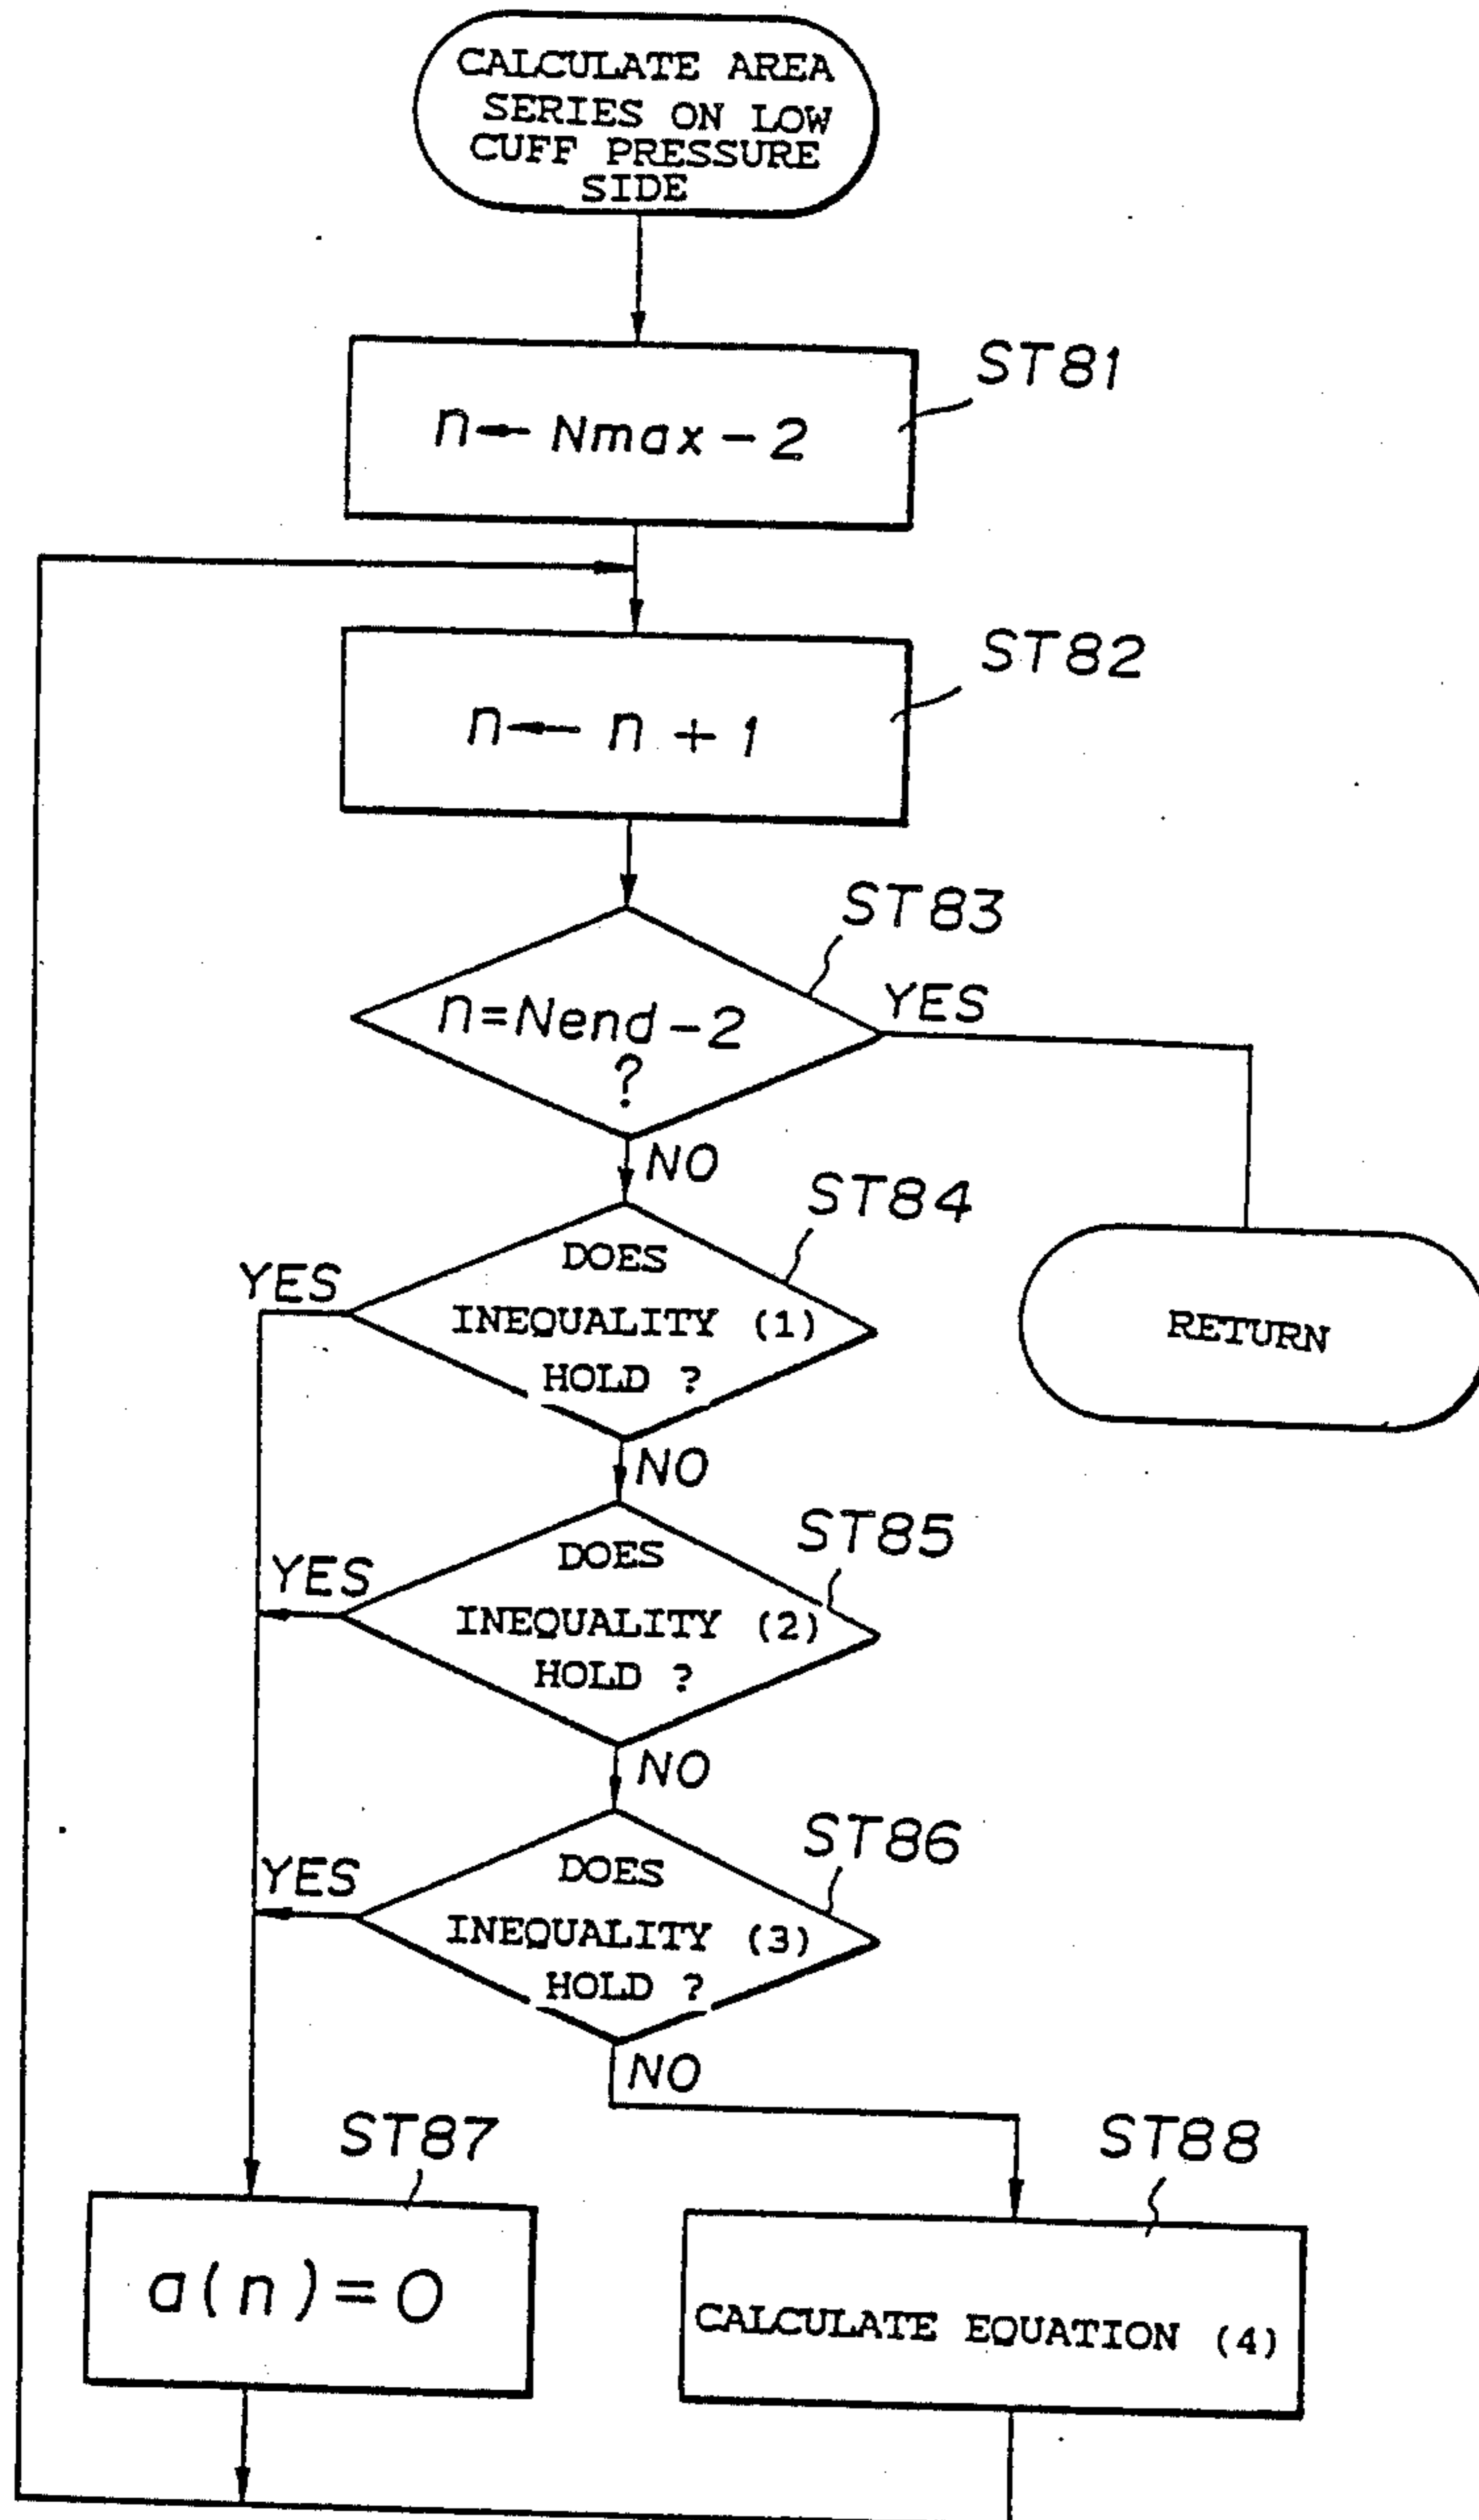 CALCULATE AREA
SERIES ON LOW
CUFF PRESSURE
SIDE
ST81
n←Nmax-2
ST82
n←n+1
ST83
n=Nend-2
?
YES
NO
ST84
DOES
INEQUALITY (1)
HOLD ?
YES
RETURN
NO
ST85
DOES
INEQUALITY (2)
HOLD ?
YES
NO
ST86
DOES
INEQUALITY (3)
HOLD ?
YES
NO
ST87
a(n)=0
ST88
CALCULATE EQUATION (4)